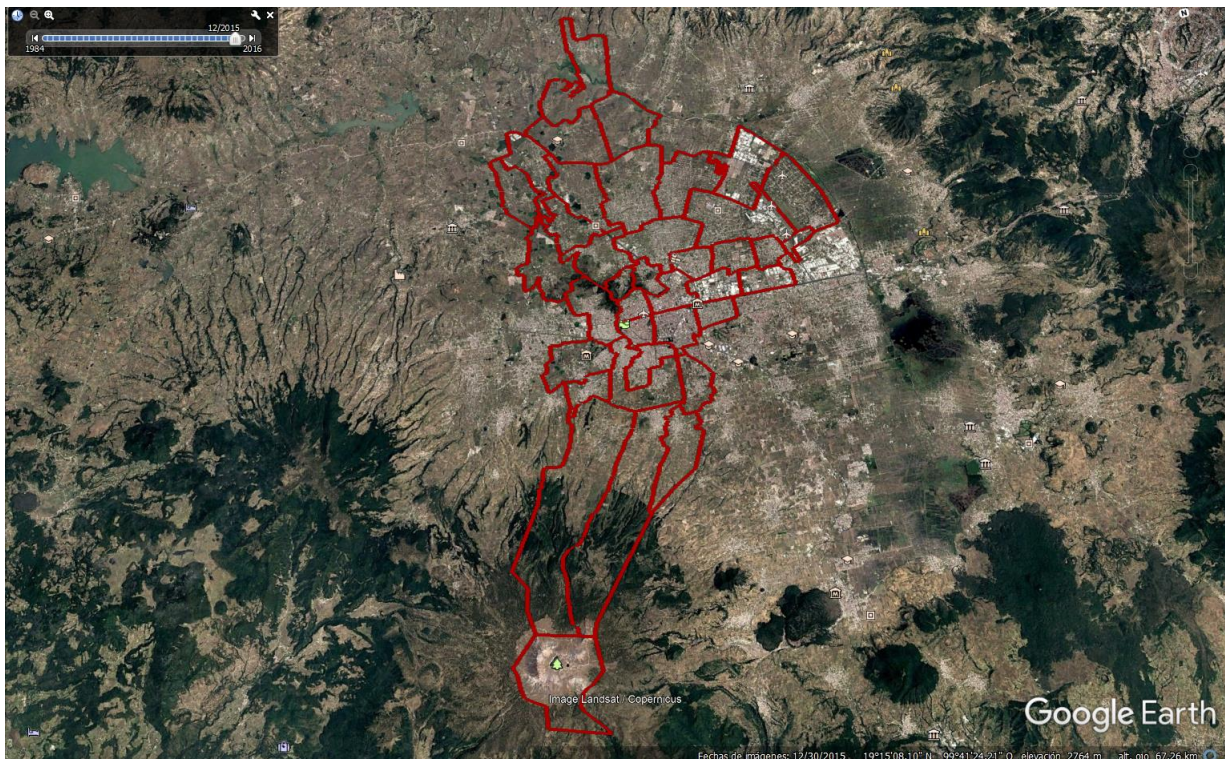 12/2015
1984
2016
N
Image Landsat / Copernicus
Google Earth
Fechas de imágenes: 12/30/2015 19°15'08.10" N 99°41'24.21" O elevación 2764 m alt. ojo 67.26 km